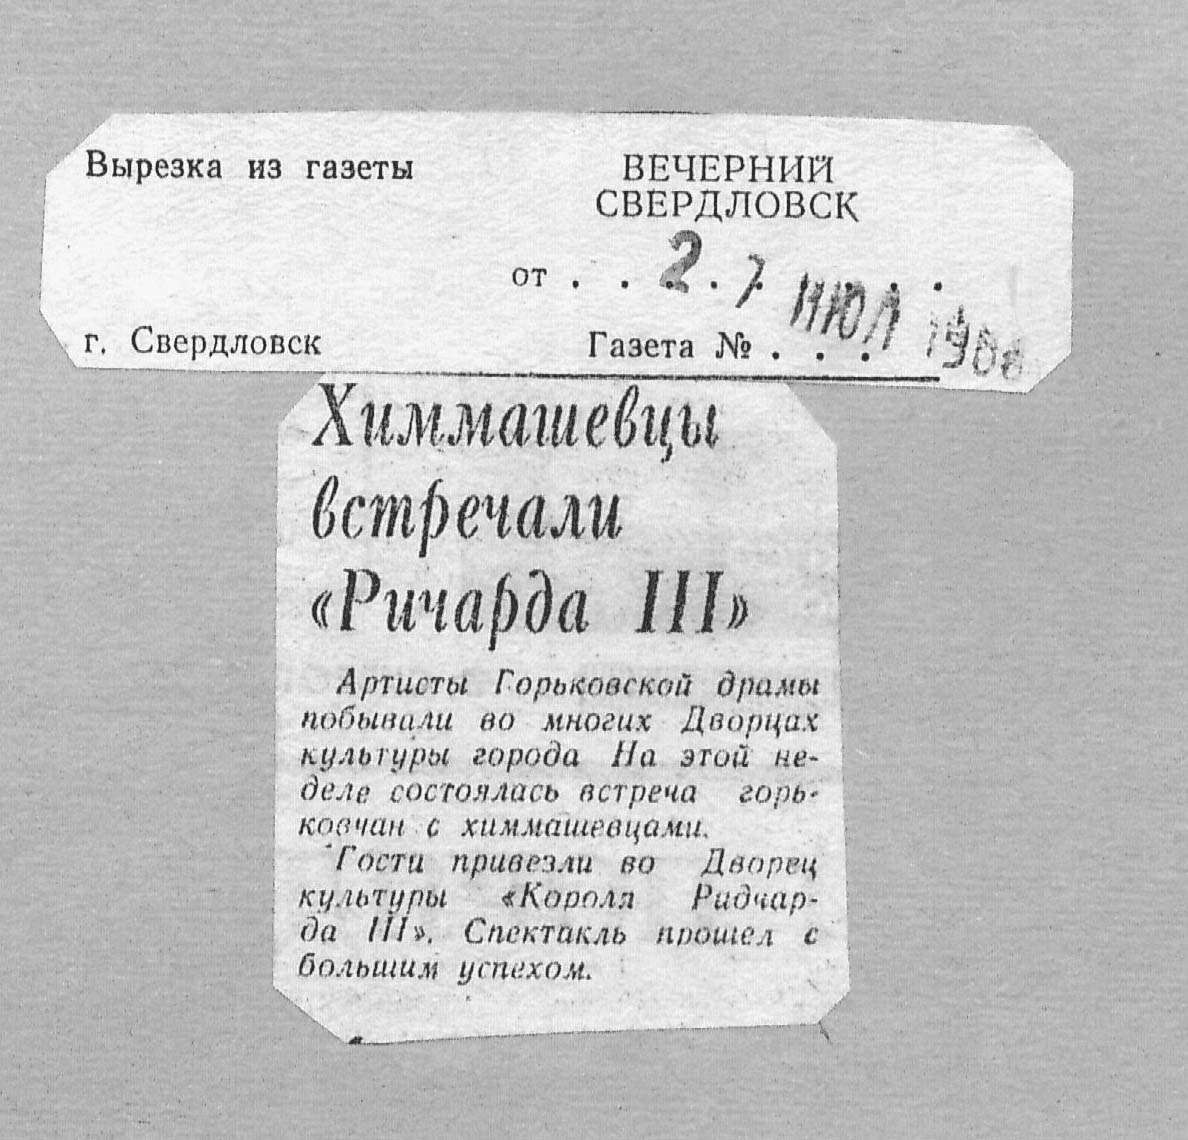 Вырезка из газеты
ВЕЧЕРНИЙ
СВЕРДЛОВСК
от . . 2.7 ИЮЛ
г. Свердловск
Газета № . . .
Химмашевцы
встречали
«Ричарда III»
Артисты Горьковской драмы
побывали во многих Дворцах
культуры города На этой не-
деле состоялась встреча горь-
ковчан с химмашевцами.
Гости привезли во Дворец
культуры «Короля Ридчар-
да III». Спектакль прошел с
большим успехом.